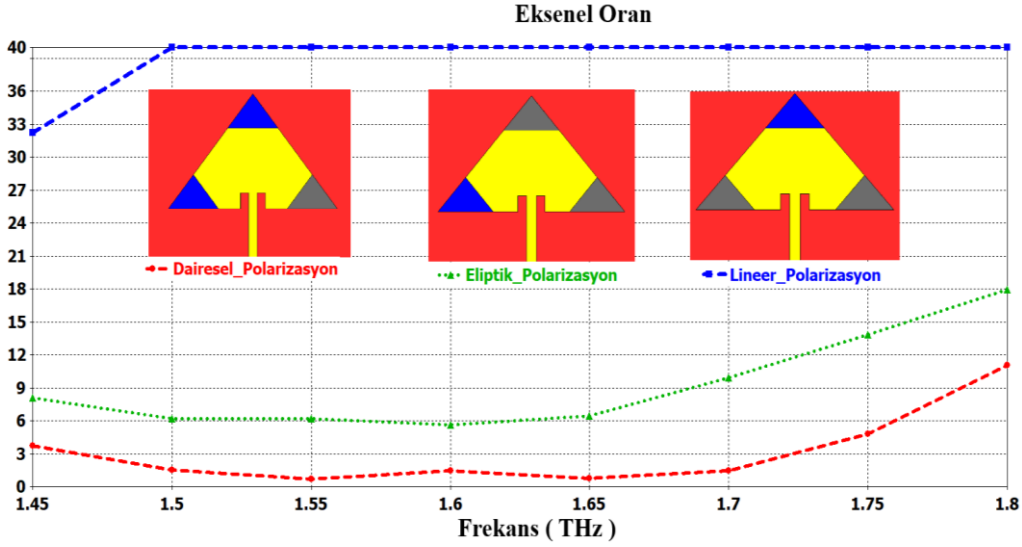 Eksenel Oran
40
36
33
30
27
24
21
18
15
12
9
6
3
0
Dairesel_Polarizasyon
Eliptik_Polarizasyon
Lineer_Polarizasyon
1.45 1.5 1.55 1.6 1.65 1.7 1.75 1.8
Frekans ( THz )